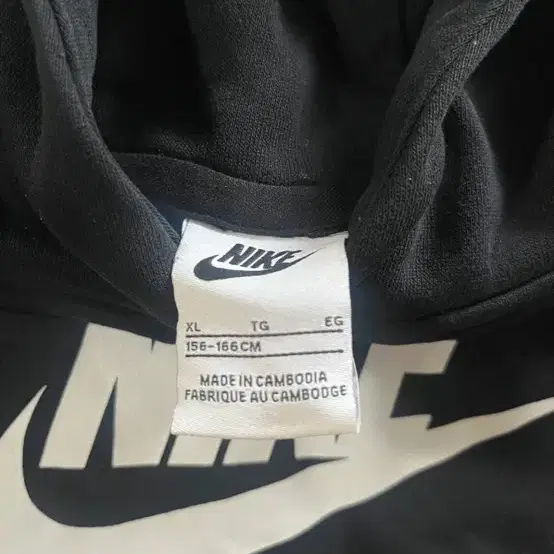 NIKE
XL TG EG
156-166CM
MADE IN CAMBODIA
FABRIQUE AU CAMBODGE
NIKE